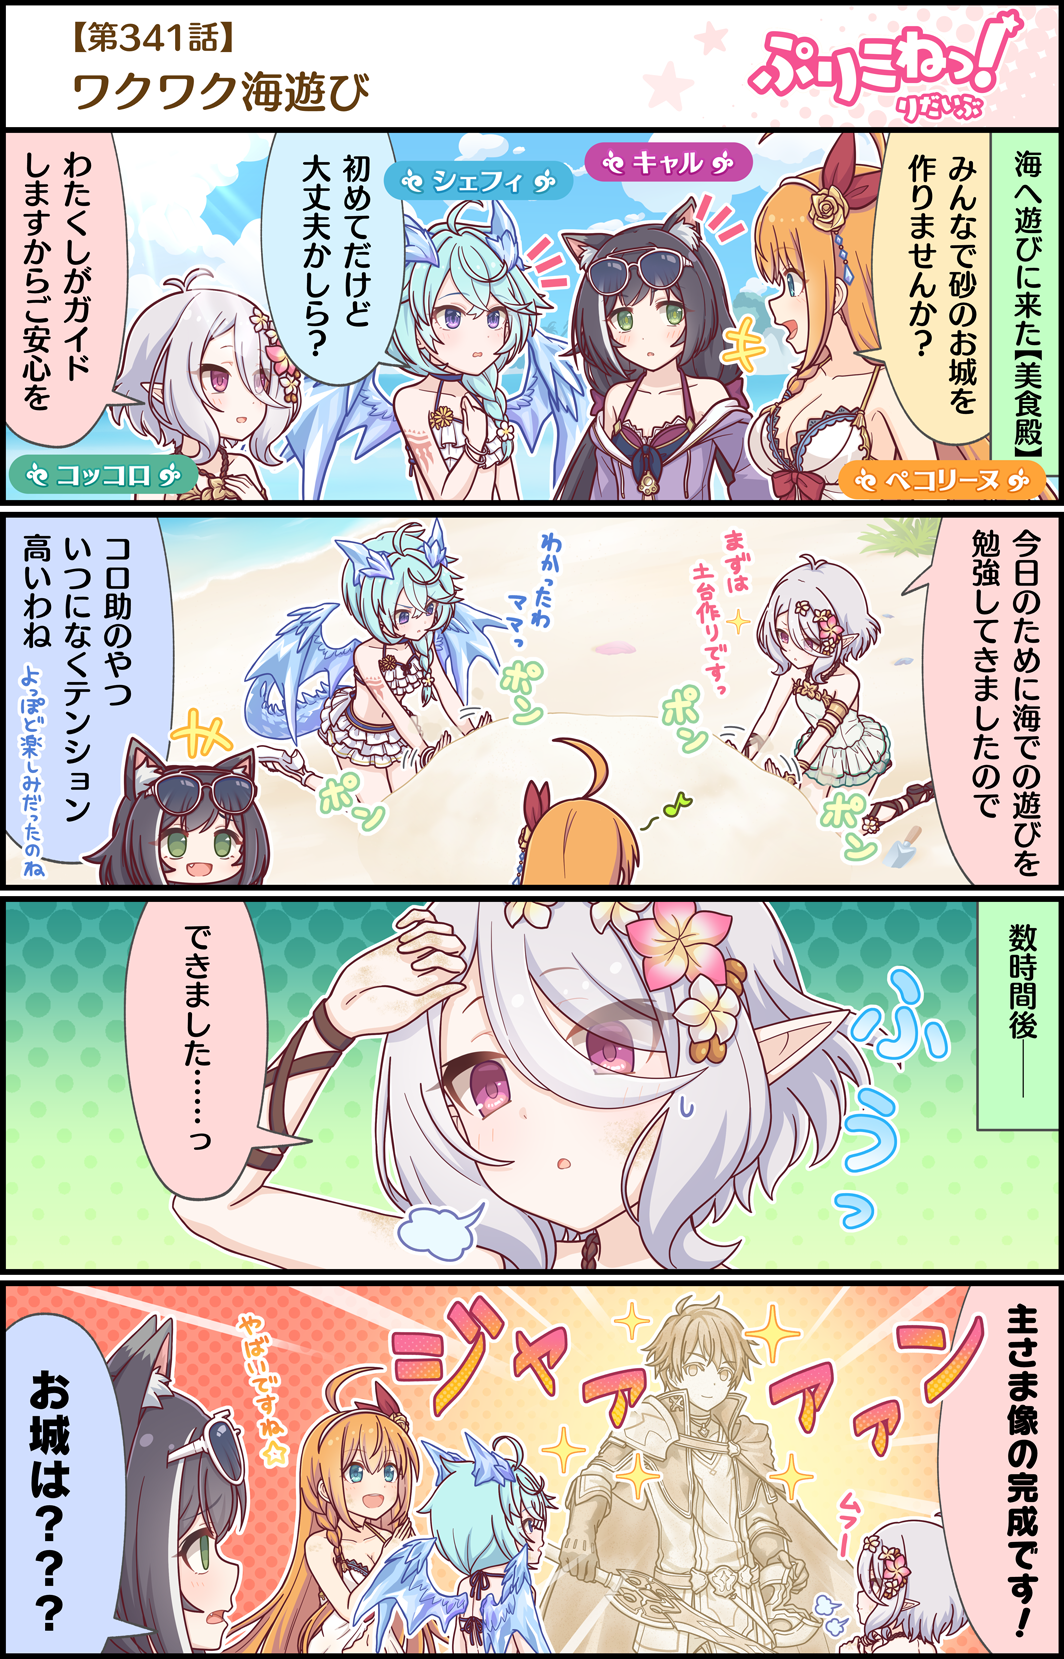 【第341話】
ワクワク海遊び
ぷりこねっ!
りだいぶ
海へ遊びに来た【美食殿】
みんなで砂のお城を
作りませんか?
ペコリーヌ
キャル
シェフィ
初めてだけど
大丈夫かしら?
わたくしがガイド
しますからご安心を
コッコロ
今日のために海での遊びを
勉強してきましたので
まずは
土台作りですっ
わかったわ
ママっ
ポン
ポン
ポン
ポン
コロ助のやつ
いつになくテンション
高いわね
よっぽど楽しみだったのね
数時間後――
ふぅっ
できました……っ
主さま像の完成です!
ジャァァァァン
ムフー
やばいですね☆
お城は????